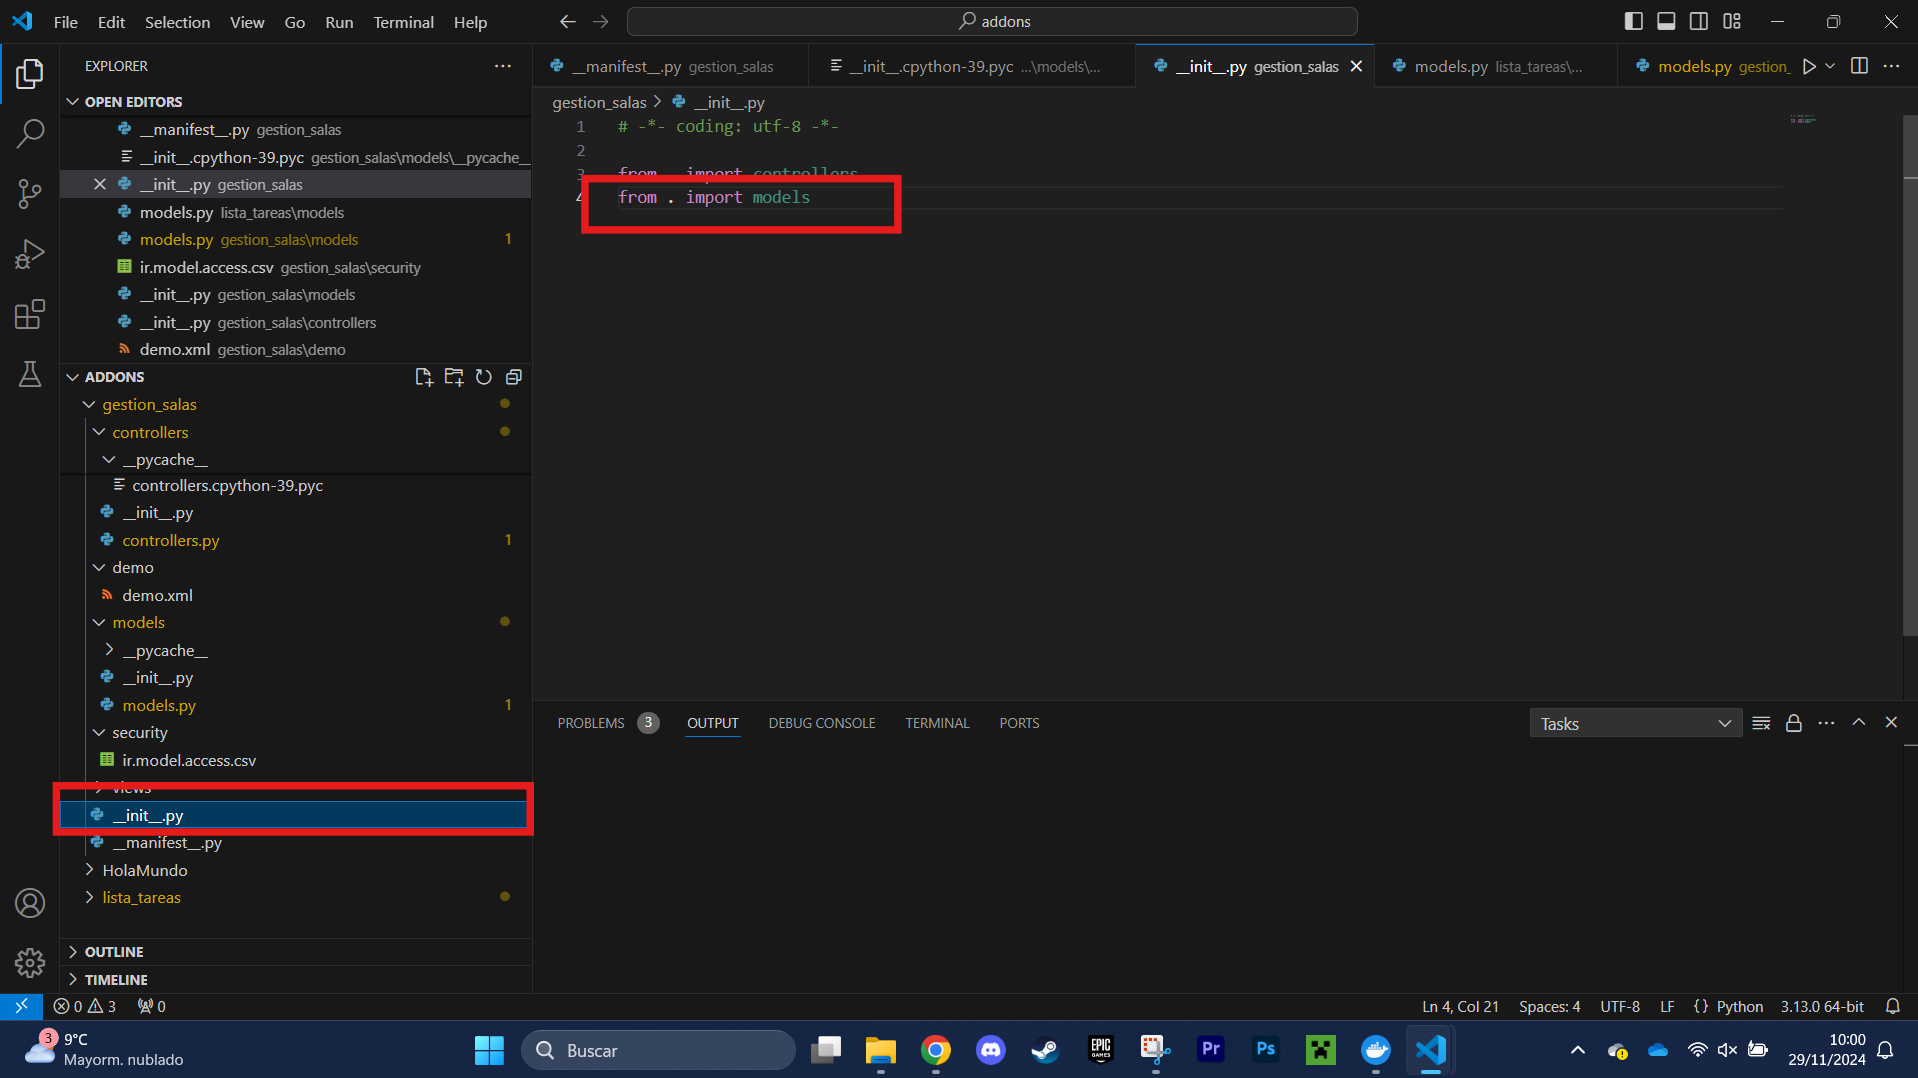 File Edit Selection View Go Run Terminal Help
addons
EXPLORER
OPEN EDITORS
__manifest__.py gestion_salas
__init__.cpython-39.pyc gestion_salas\models\__pycache__
__init__.py gestion_salas
models.py lista_tareas\models
models.py gestion_salas\models 1
ir.model.access.csv gestion_salas\security
__init__.py gestion_salas\models
__init__.py gestion_salas\controllers
demo.xml gestion_salas\demo
ADDONS
gestion_salas
controllers
__pycache__
controllers.cpython-39.pyc
__init__.py
controllers.py 1
demo
demo.xml
models
__pycache__
__init__.py
models.py 1
security
ir.model.access.csv
views
__init__.py
__manifest__.py
HolaMundo
lista_tareas
OUTLINE
TIMELINE
__manifest__.py gestion_salas
__init__.cpython-39.pyc ...\models\...
__init__.py gestion_salas
models.py lista_tareas\...
models.py gestion_
gestion_salas > __init__.py
1 # -*- coding: utf-8 -*-
2
3 from . import controllers
4 from . import models
PROBLEMS 3 OUTPUT DEBUG CONSOLE TERMINAL PORTS
Tasks
0 3 0
Ln 4, Col 21 Spaces: 4 UTF-8 LF {} Python 3.13.0 64-bit
3
9°C
Mayorm. nublado
Buscar
EPIC GAMES
Pr
Ps
10:00
29/11/2024